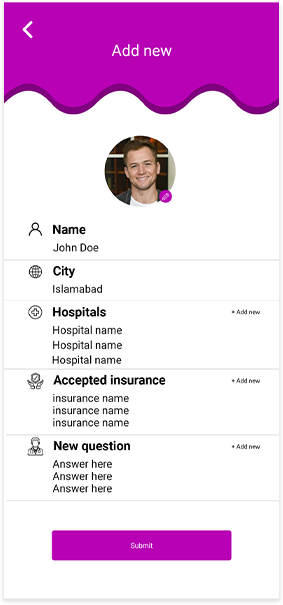 Add new
Name
John Doe
City
Islamabad
Hospitals
+ Add new
Hospital name
Hospital name
Hospital name
Accepted insurance
+ Add new
insurance name
insurance name
insurance name
New question
+ Add new
Answer here
Answer here
Answer here
Submit